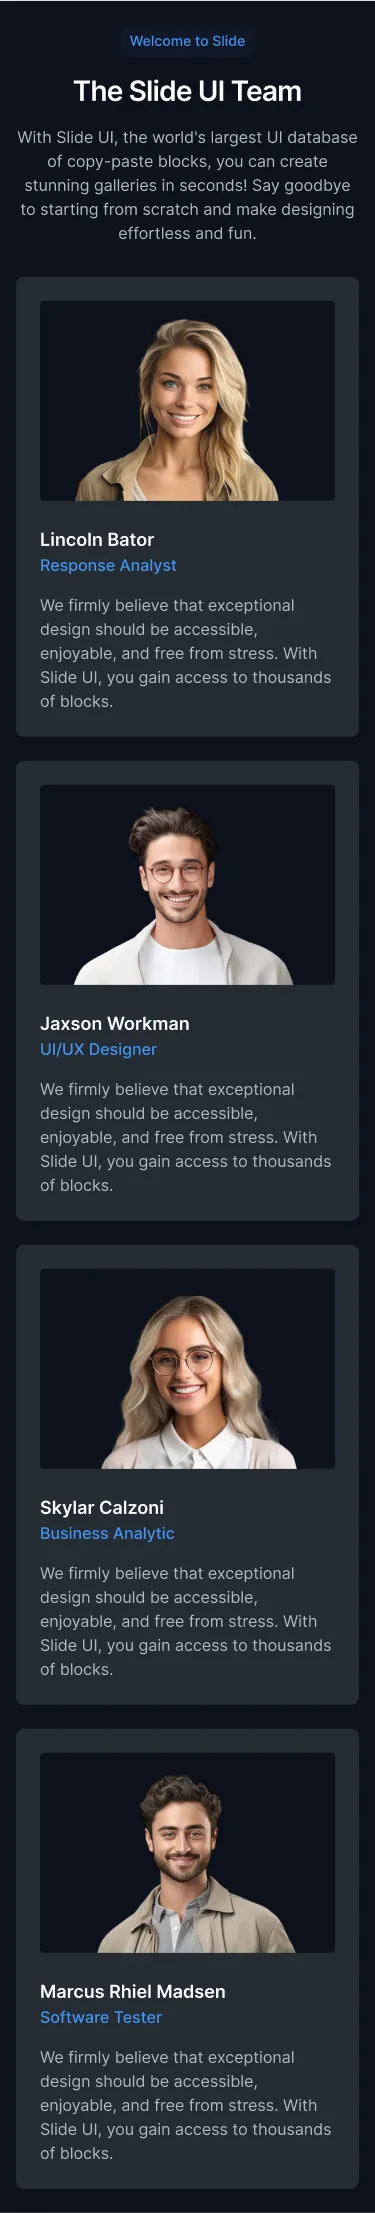 Welcome to Slide
The Slide UI Team
With Slide UI, the world's largest UI database
of copy-paste blocks, you can create
stunning galleries in seconds! Say goodbye
to starting from scratch and make designing
effortless and fun.
Lincoln Bator
Response Analyst
We firmly believe that exceptional
design should be accessible,
enjoyable, and free from stress. With
Slide UI, you gain access to thousands
of blocks.
Jaxson Workman
UI/UX Designer
We firmly believe that exceptional
design should be accessible,
enjoyable, and free from stress. With
Slide UI, you gain access to thousands
of blocks.
Skylar Calzoni
Business Analytic
We firmly believe that exceptional
design should be accessible,
enjoyable, and free from stress. With
Slide UI, you gain access to thousands
of blocks.
Marcus Rhiel Madsen
Software Tester
We firmly believe that exceptional
design should be accessible,
enjoyable, and free from stress. With
Slide UI, you gain access to thousands
of blocks.